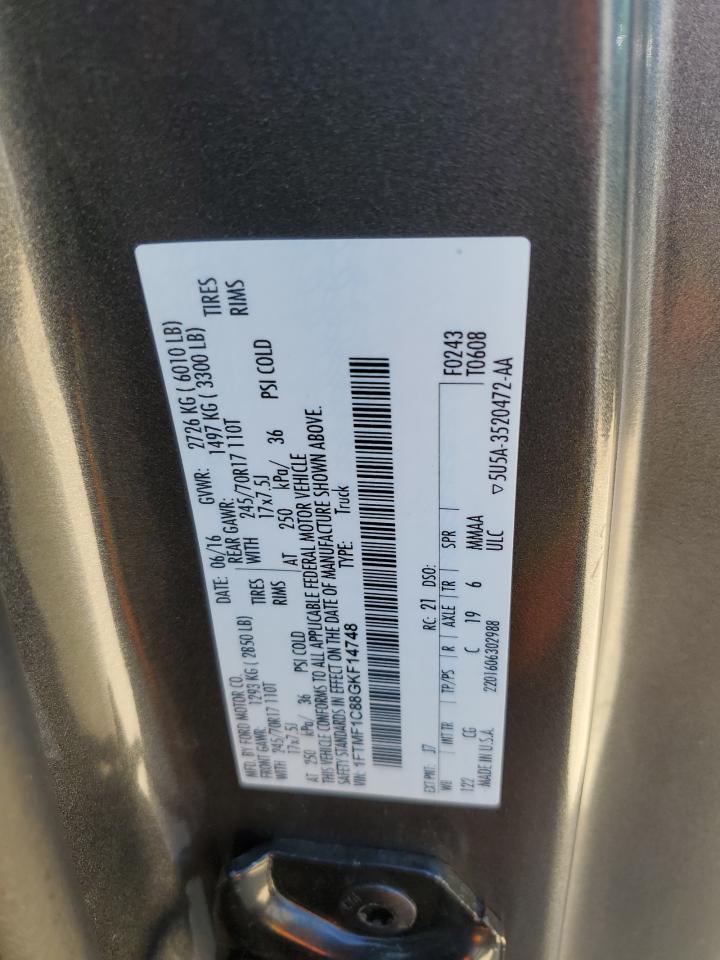 MFD. BY FORD MOTOR CO. DATE: 06/16 GVWR: 2726 KG ( 6010 LB)
FRONT GAWR: 1293 KG ( 2850 LB) REAR GAWR: 1497 KG ( 3300 LB)
WITH 245/70R17 110T TIRES WITH 245/70R17 110T TIRES
17x7.5J RIMS 17x7.5J RIMS
AT 250 kPa/ 36 PSI COLD AT 250 kPa/ 36 PSI COLD
THIS VEHICLE CONFORMS TO ALL APPLICABLE FEDERAL MOTOR VEHICLE
SAFETY STANDARDS IN EFFECT ON THE DATE OF MANUFACTURE SHOWN ABOVE.
VIN: 1FTMF1C88GKF14748 TYPE: Truck
F0243
T0608
EXT PNT: J7 RC: 21 DSO:
WB INT TR TP/PS R AXLE TR SPR
122 CG C 19 6 MMAA
MADE IN U.S.A. 2201606302988 ULC
▽5U5A-3520472-AA